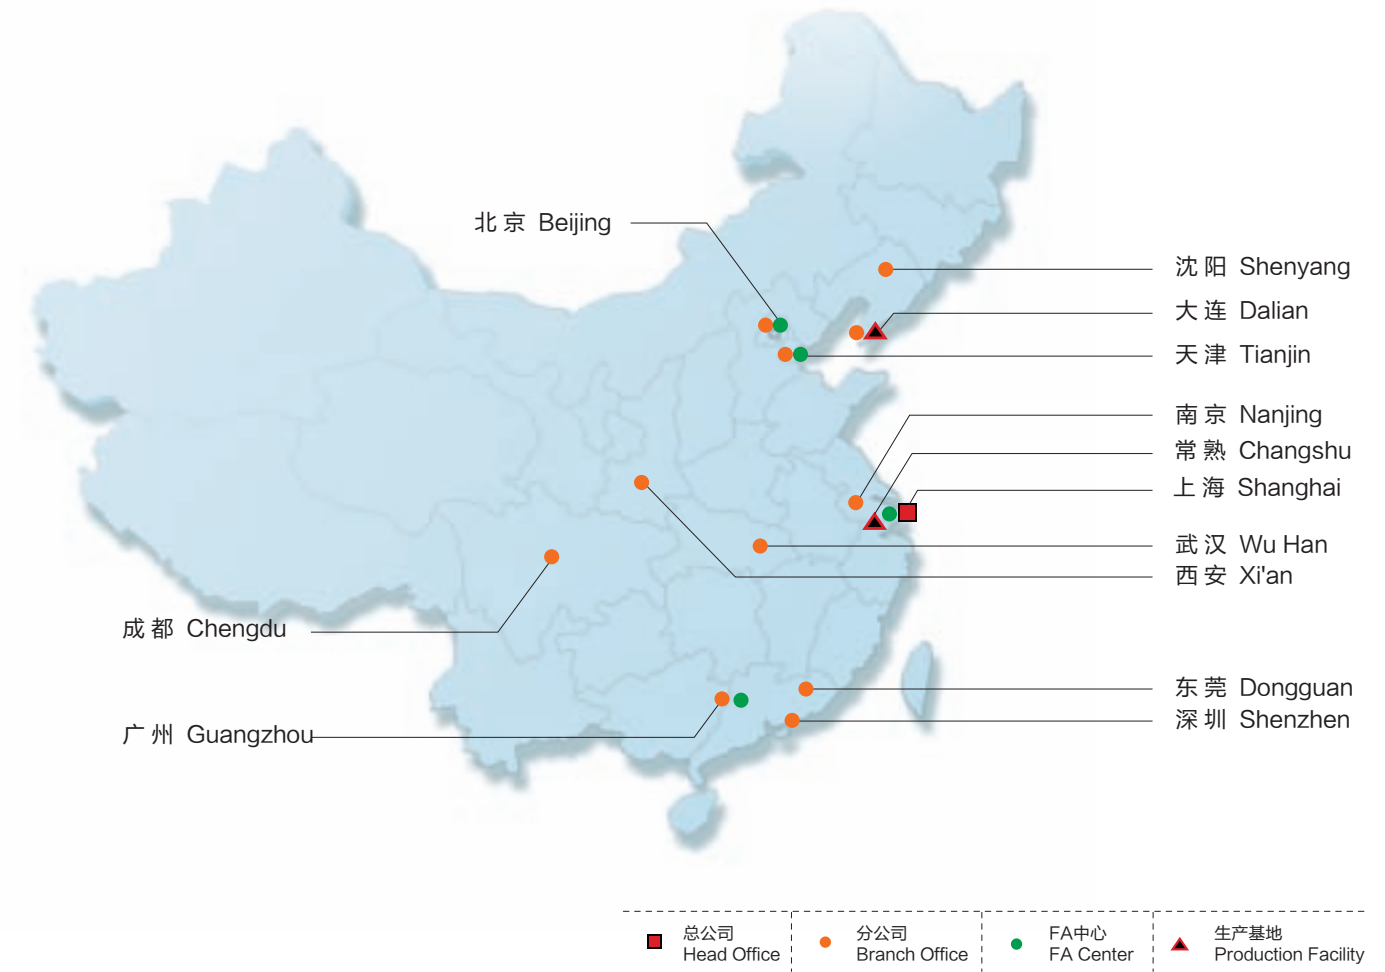 北京 Beijing
沈阳 Shenyang
大连 Dalian
天津 Tianjin
南京 Nanjing
常熟 Changshu
上海 Shanghai
武汉 Wu Han
西安 Xi'an
成都 Chengdu
东莞 Dongguan
深圳 Shenzhen
广州 Guangzhou
总公司
Head Office
分公司
Branch Office
FA中心
FA Center
生产基地
Production Facility